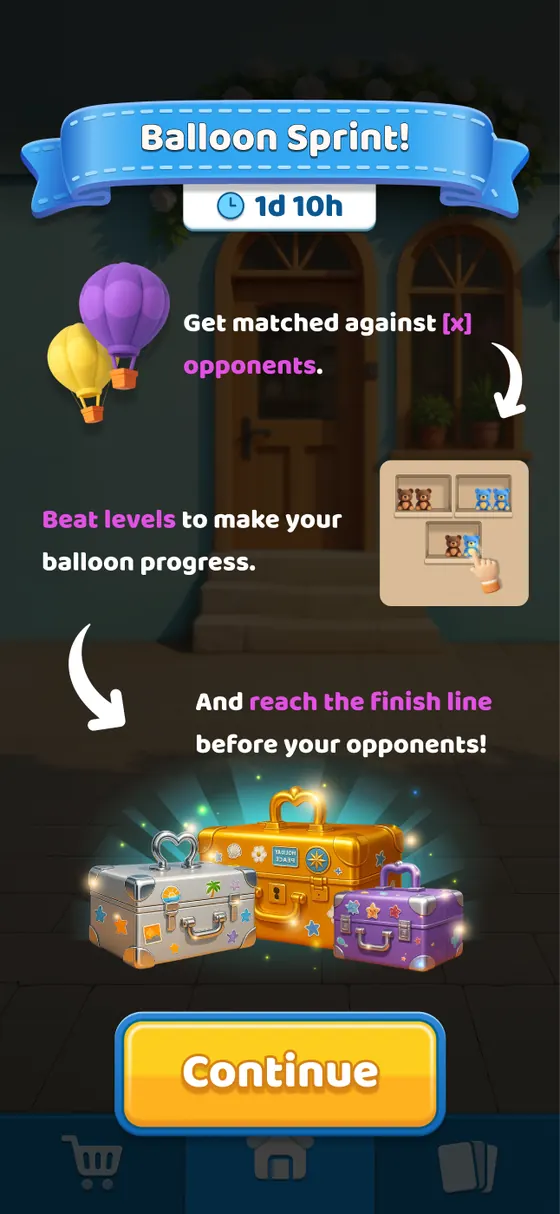 Balloon Sprint!
1d 10h
Get matched against [x]
opponents.
Beat levels to make your
balloon progress.
And reach the finish line
before your opponents!
Continue